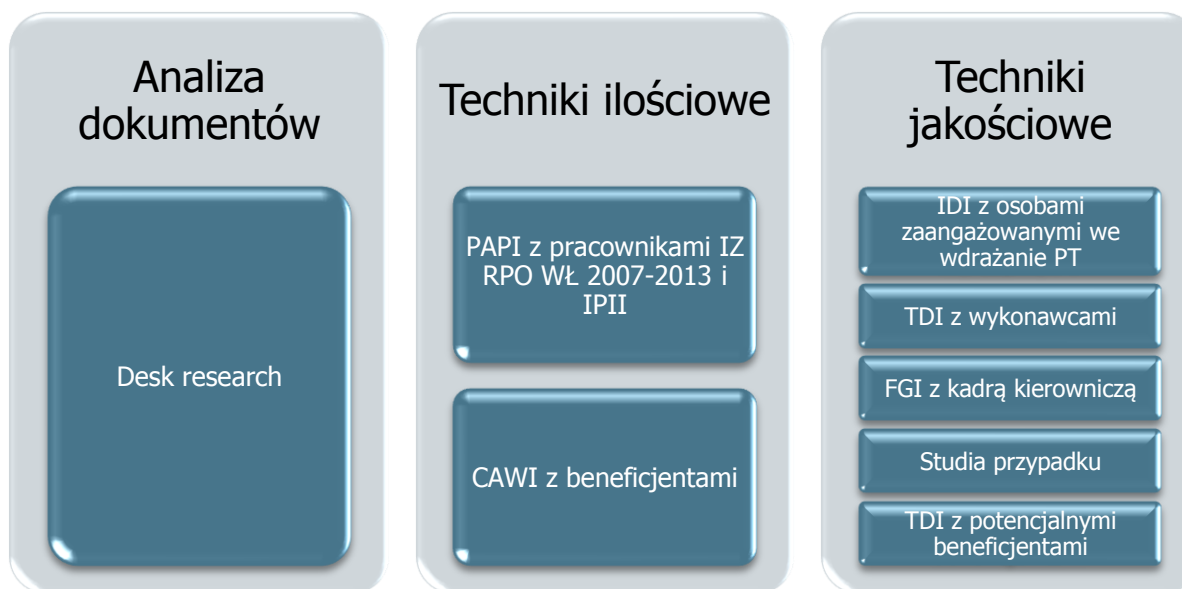 Analiza
dokumentów
Desk research
Techniki ilościowe
PAPI z pracownikami IZ
RPO WŁ 2007-2013 i
IPII
CAWI z beneficjentami
Techniki
jakościowe
IDI z osobami
zaangażowanymi we
wdrażanie PT
TDI z wykonawcami
FGI z kadrą kierowniczą
Studia przypadku
TDI z potencjalnymi
beneficjentami